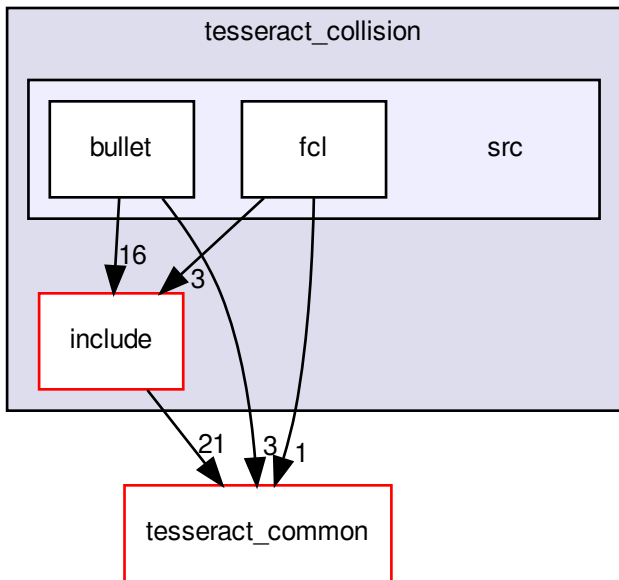 tesseract_collision
bullet
fcl
src
16
3
include
21
3
1
tesseract_common